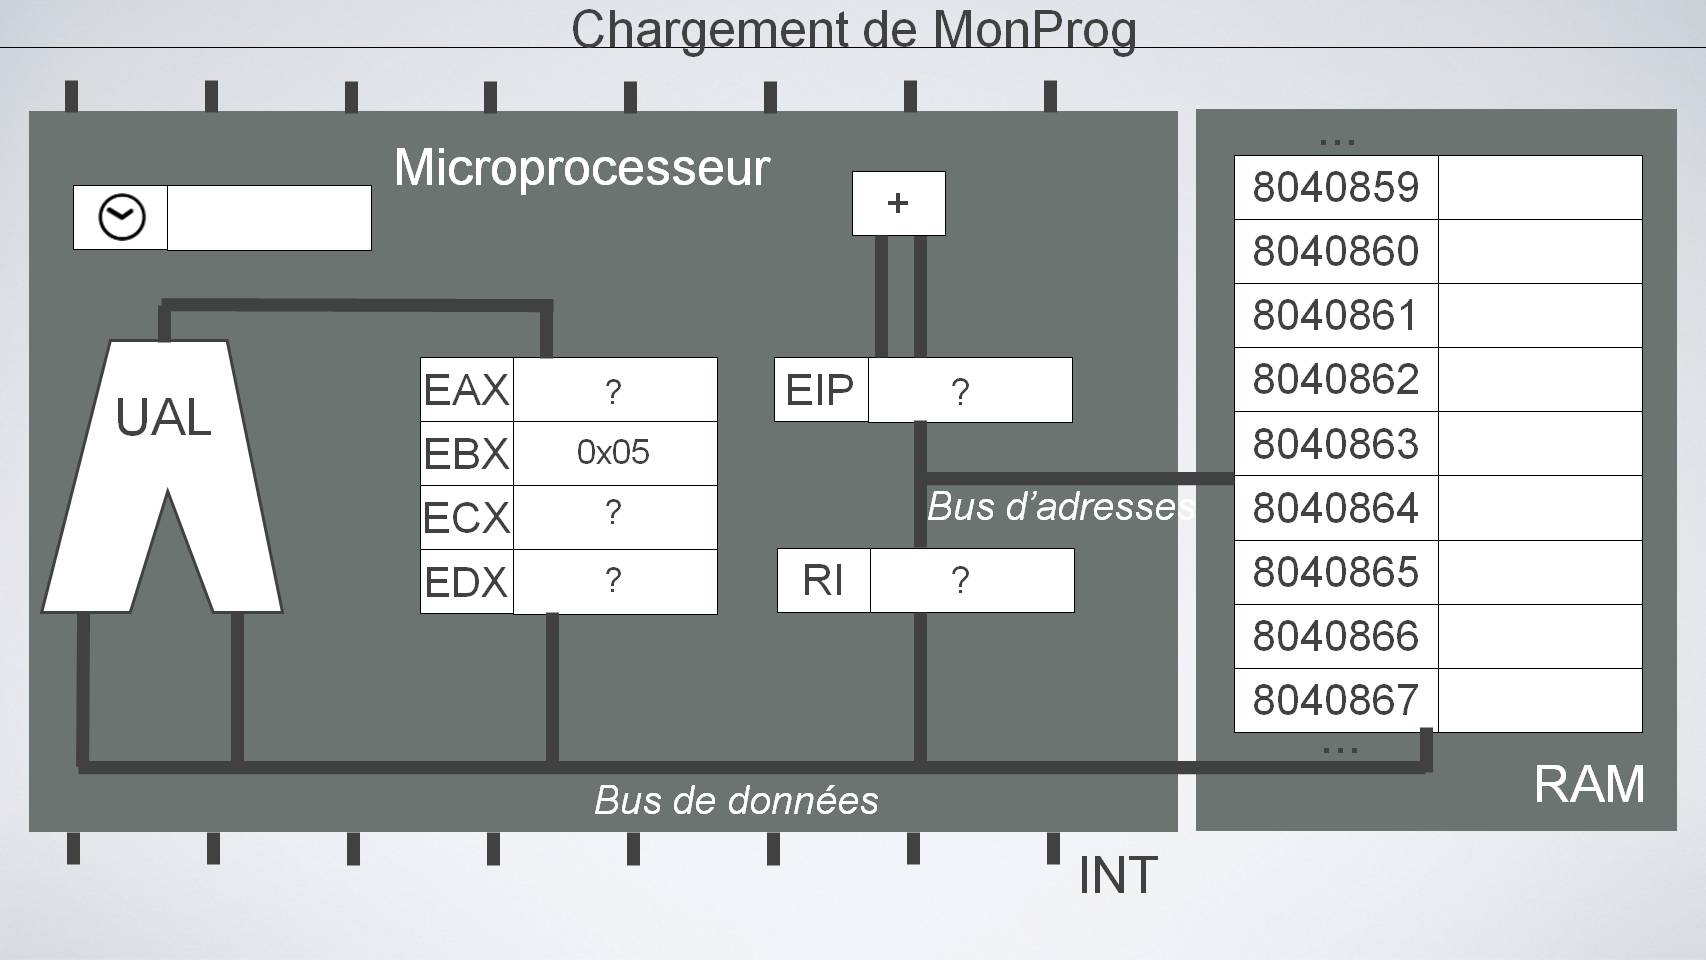 Chargement de MonProg
Microprocesseur
+
UAL
EAX ?
EBX 0x05
ECX ?
EDX ?
EIP ?
Bus d’adresses
RI ?
Bus de données
INT
...
8040859
8040860
8040861
8040862
8040863
8040864
8040865
8040866
8040867
...
RAM